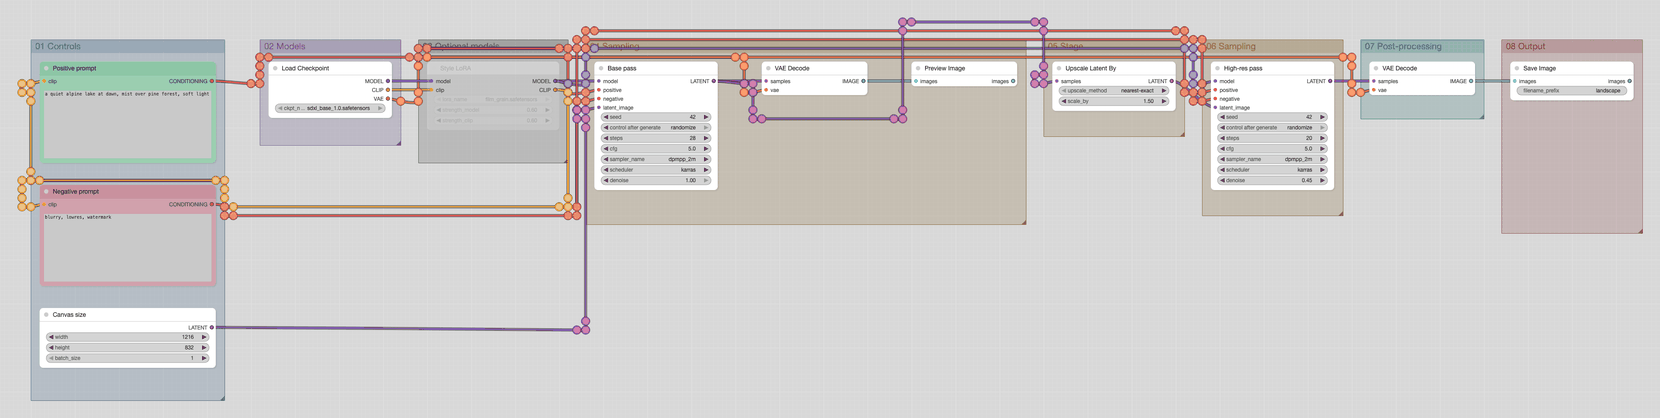 01 Controls
Positive prompt
clip
CONDITIONING
a quiet alpine lake at dawn, mist over pine forest, soft light
Negative prompt
clip
CONDITIONING
blurry, lowres, watermark
Canvas size
LATENT
width 1216
height 832
batch_size 1
02 Models
Load Checkpoint
MODEL
CLIP
VAE
ckpt_n... sdxl_base_1.0.safetensors
Optional models
Style LoRA
model MODEL
clip CLIP
Sampling
Base pass
model LATENT
positive
negative
latent_image
seed 42
control after generate randomize
steps 28
cfg 5.0
sampler_name dpmpp_2m
scheduler karras
denoise 1.00
VAE Decode
samples IMAGE
vae
Preview Image
images images
05 Stage
Upscale Latent By
samples LATENT
upscale_method nearest-exact
scale_by 1.50
06 Sampling
High-res pass
model LATENT
positive
negative
latent_image
seed 42
control after generate randomize
steps 20
cfg 5.0
sampler_name dpmpp_2m
scheduler karras
denoise 0.45
07 Post-processing
VAE Decode
samples IMAGE
vae
08 Output
Save Image
images images
filename_prefix landscape